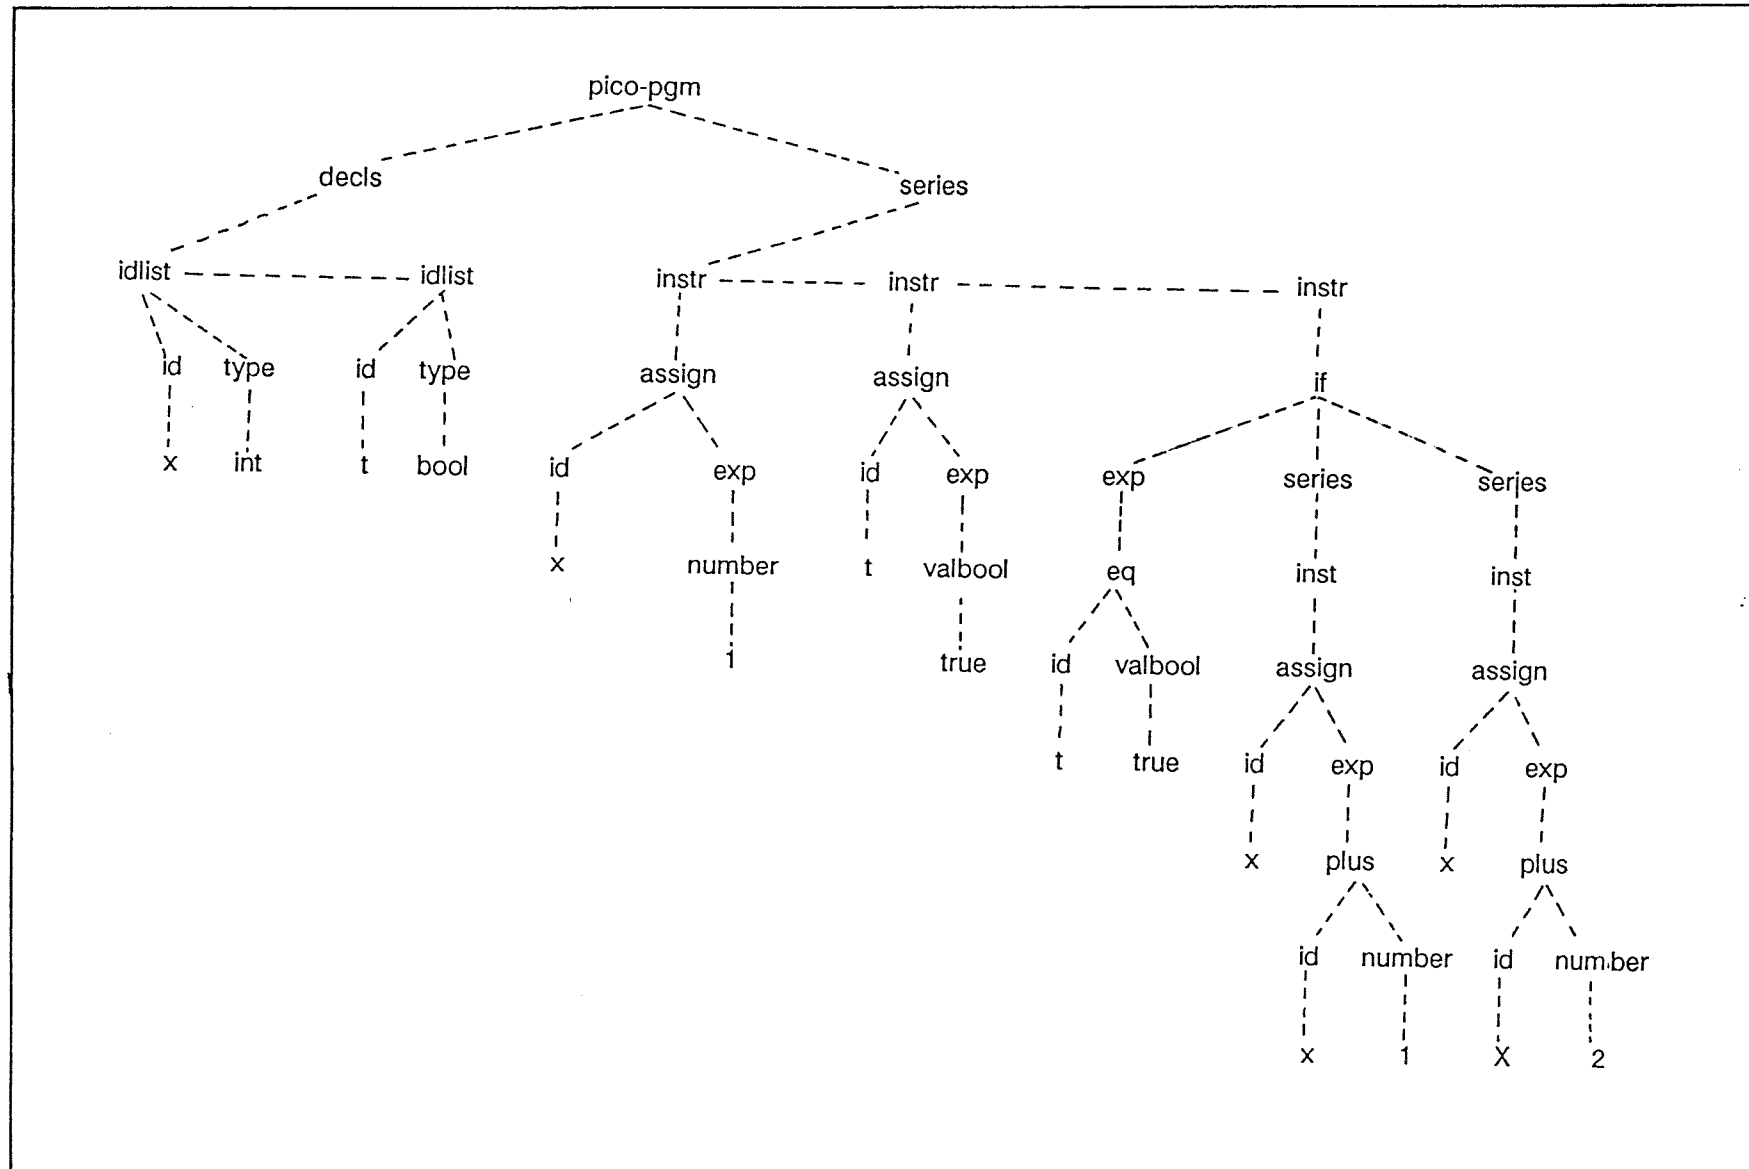 pico-pgm
decls series
idlist idlist instr instr instr
id type id type assign assign if
x int t bool id exp id exp exp series series
x number t valbool eq inst inst
1 true id valbool assign assign
t true id exp id exp
x plus x plus
id number id number
x 1 X 2